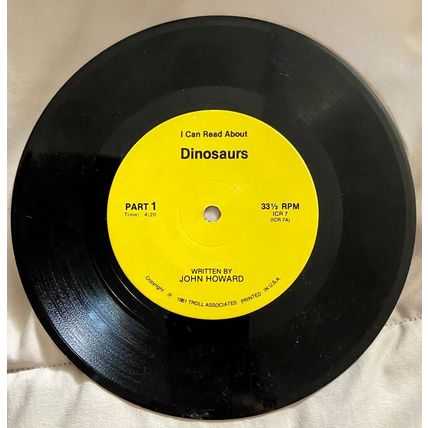 I Can Read About
Dinosaurs
PART 1
Time: 4:20
33⅓ RPM
ICR 7
(ICR 7A)
WRITTEN BY
JOHN HOWARD
Copyright ℗ 1981 TROLL ASSOCIATES PRINTED IN U.S.A.